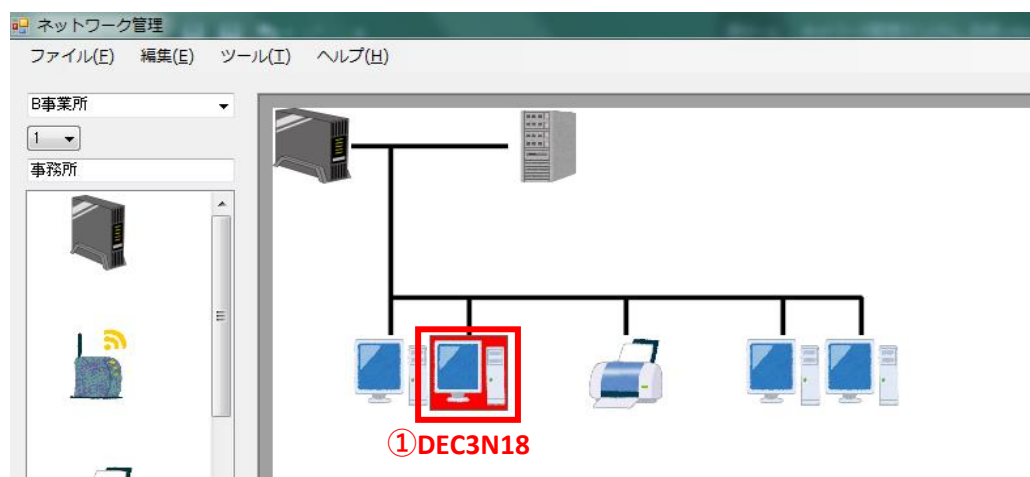 ネットワーク管理
ファイル(F) 編集(E) ツール(T) ヘルプ(H)
B事業所
1
事務所
①DEC3N18